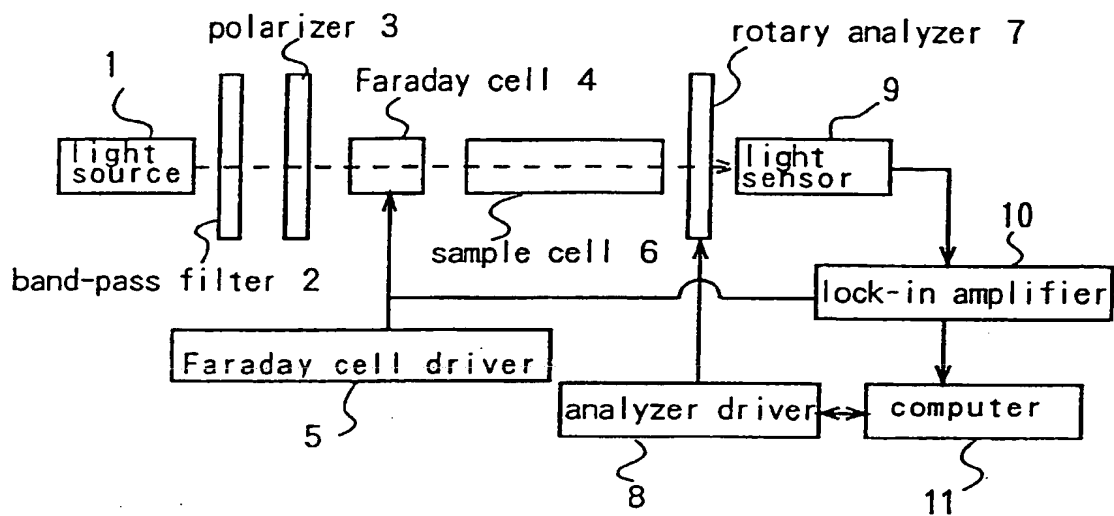 polarizer 3
rotary analyzer 7
1
Faraday cell 4
9
light
source
light
sensor
10
sample cell 6
band-pass filter 2
lock-in amplifier
Faraday cell driver
analyzer driver
computer
5
8
11